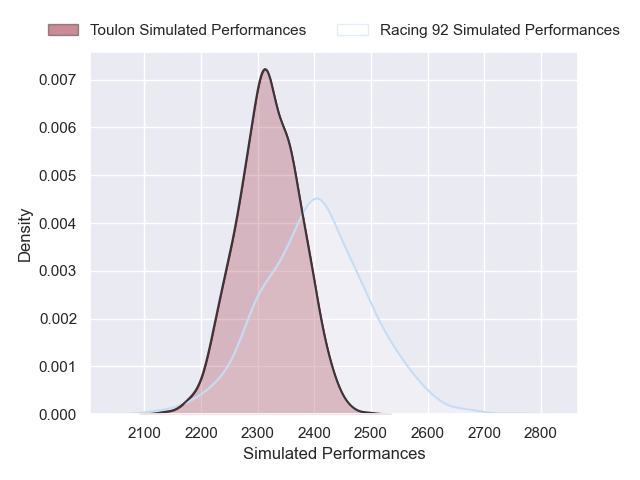 Toulon Simulated Performances
Racing 92 Simulated Performances
0.007
0.006
0.005
0.004
0.003
0.002
0.001
0.000
Density
2100 2200 2300 2400 2500 2600 2700 2800
Simulated Performances